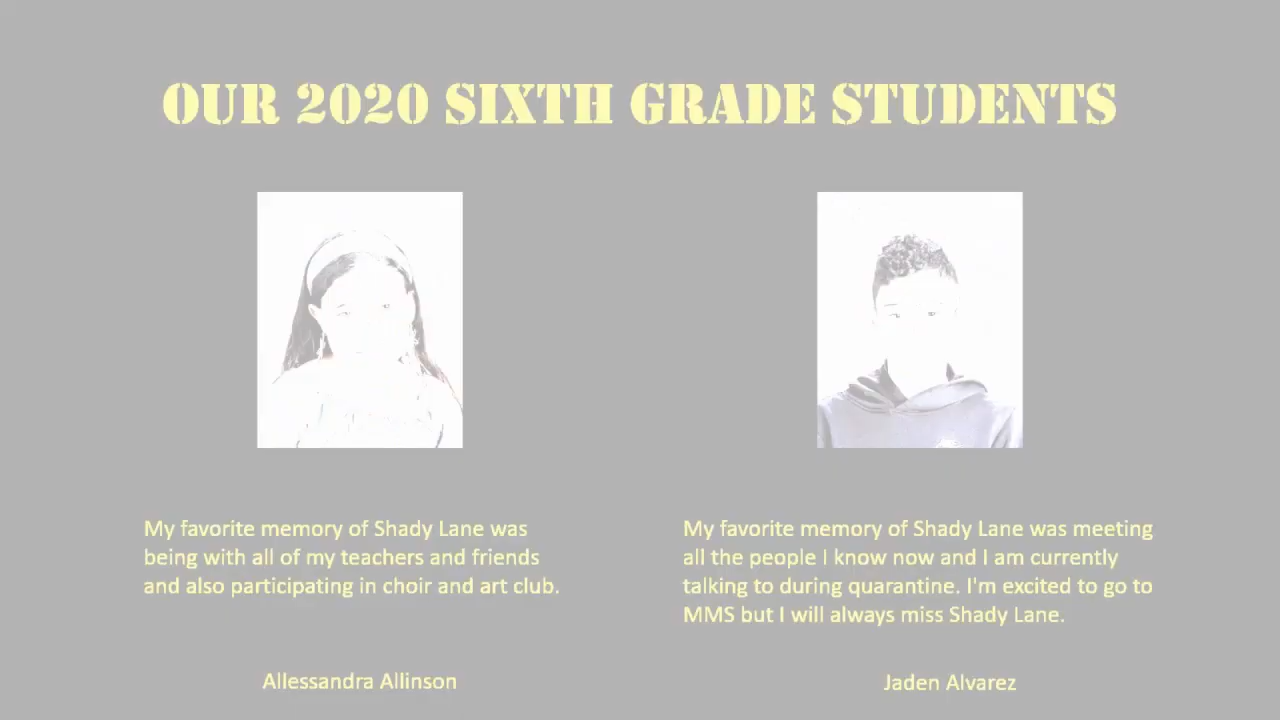 OUR 2020 SIXTH GRADE STUDENTS
My favorite memory of Shady Lane was
being with all of my teachers and friends
and also participating in choir and art club.
Allessandra Allinson
My favorite memory of Shady Lane was meeting
all the people I know now and I am currently
talking to during quarantine. I'm excited to go to
MMS but I will always miss Shady Lane.
Jaden Alvarez